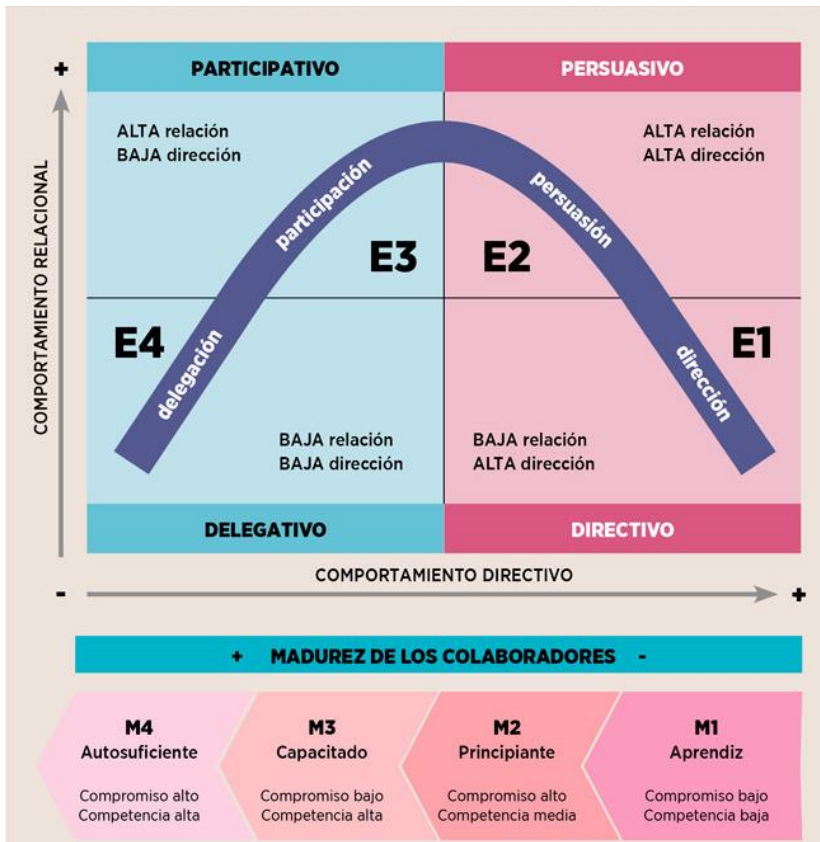 +
PARTICIPATIVO
PERSUASIVO
ALTA relación
BAJA dirección
ALTA relación
ALTA dirección
participación
persuasión
E3
E2
E4
E1
delegación
dirección
BAJA relación
BAJA dirección
BAJA relación
ALTA dirección
DELEGATIVO
DIRECTIVO
COMPORTAMIENTO RELACIONAL
COMPORTAMIENTO DIRECTIVO
-
+
+ MADUREZ DE LOS COLABORADORES -
M4
Autosuficiente
Compromiso alto
Competencia alta
M3
Capacitado
Compromiso bajo
Competencia alta
M2
Principiante
Compromiso alto
Competencia media
M1
Aprendiz
Compromiso bajo
Competencia baja